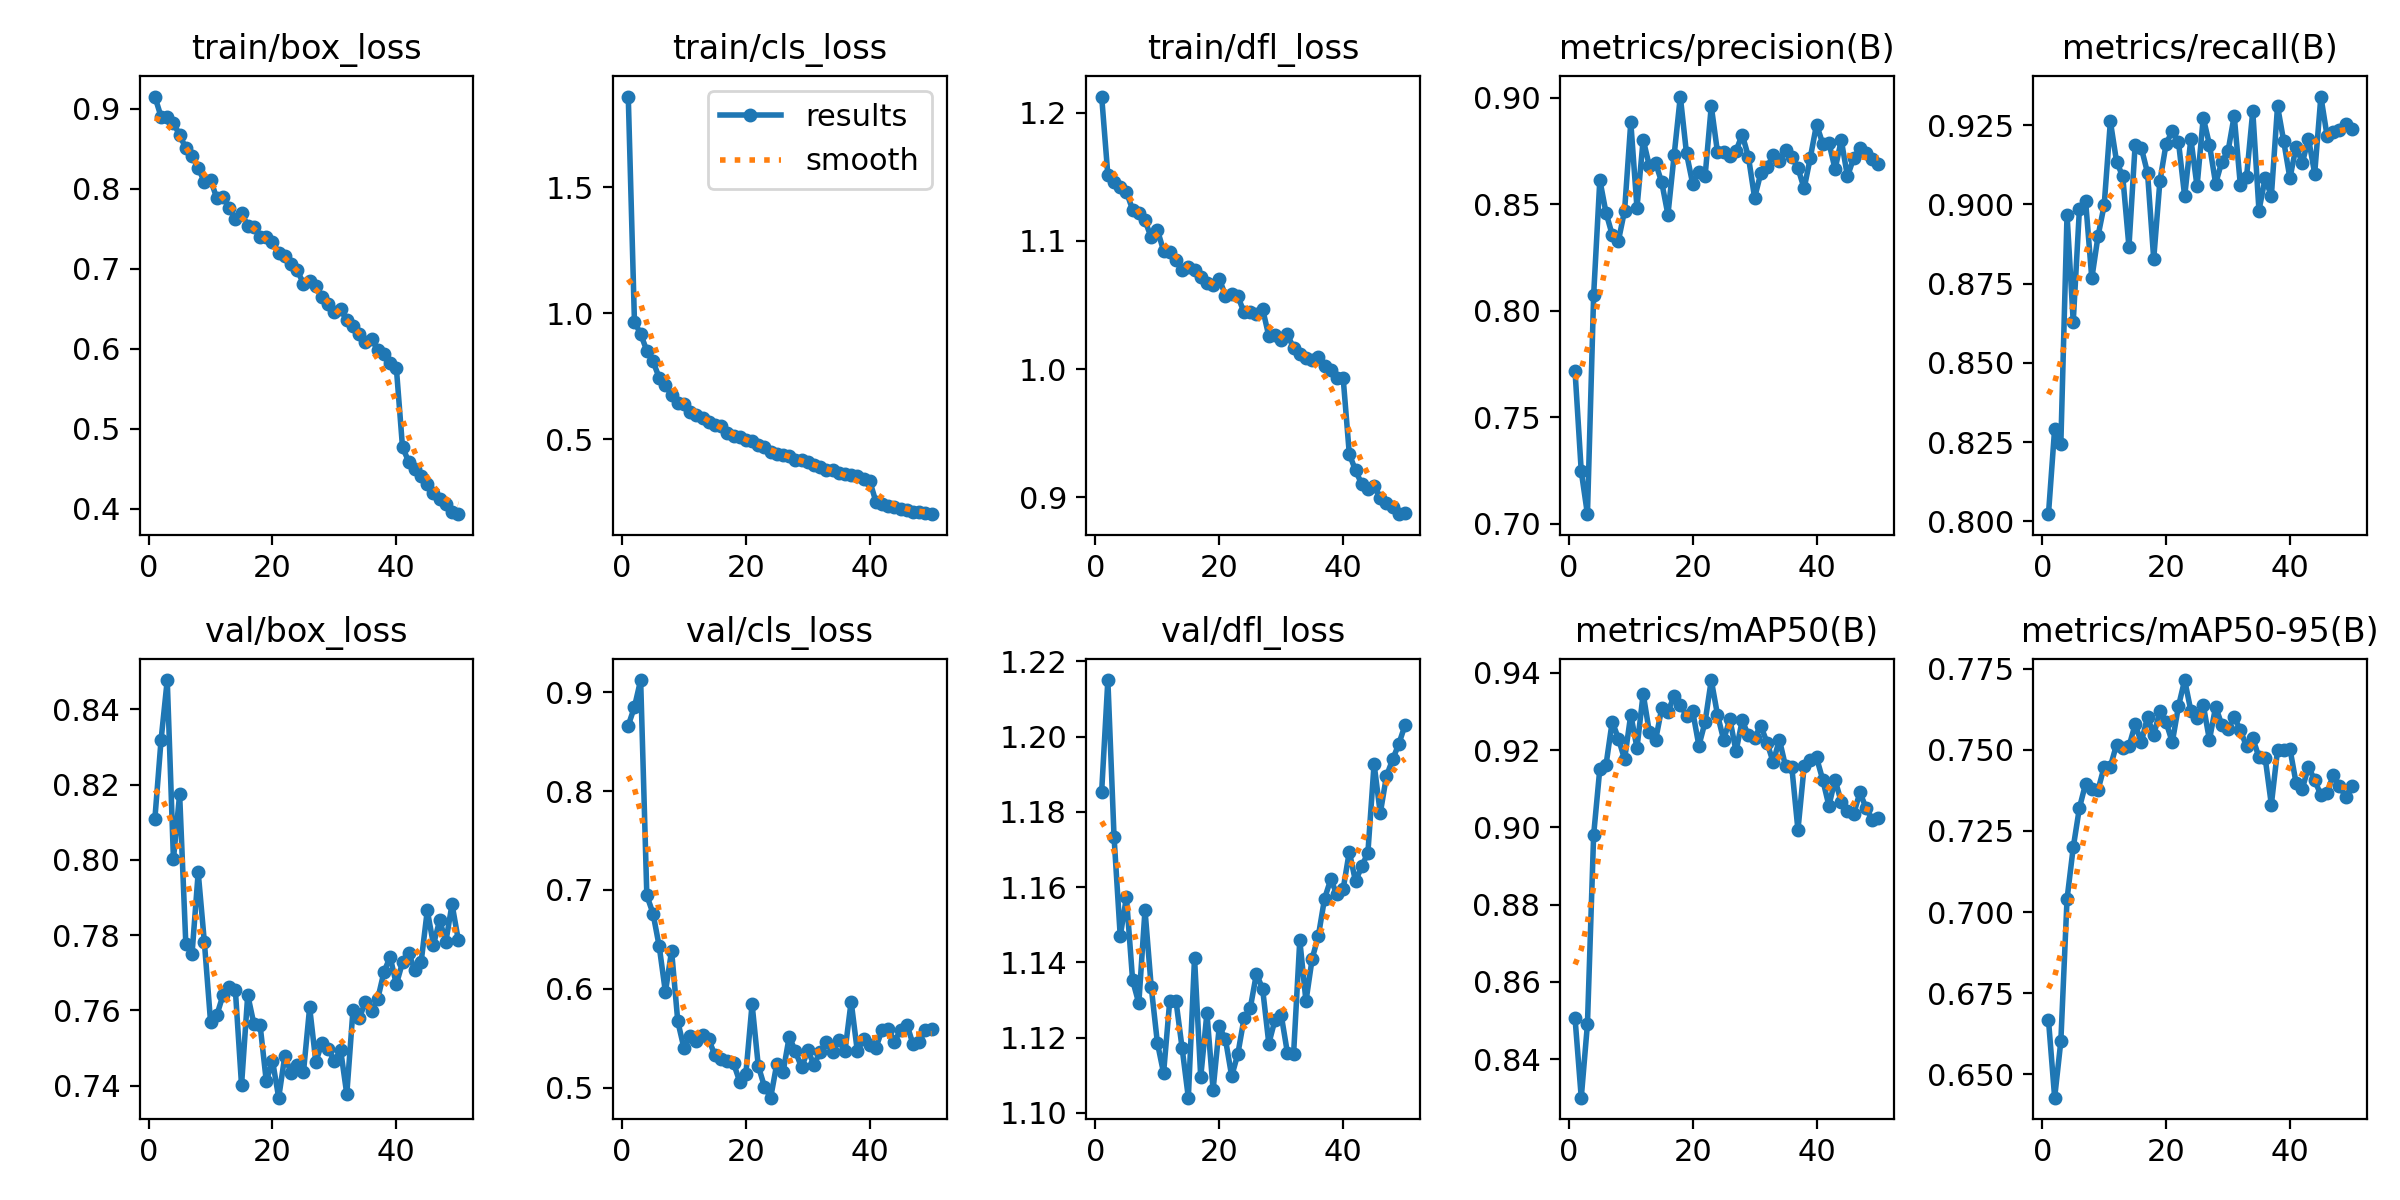 train/box_loss
0.9
0.8
0.7
0.6
0.5
0.4
0 20 40
train/cls_loss
results
smooth
1.5
1.0
0.5
0 20 40
train/dfl_loss
1.2
1.1
1.0
0.9
0 20 40
metrics/precision(B)
0.90
0.85
0.80
0.75
0.70
0 20 40
metrics/recall(B)
0.925
0.900
0.875
0.850
0.825
0.800
0 20 40
val/box_loss
0.84
0.82
0.80
0.78
0.76
0.74
0 20 40
val/cls_loss
0.9
0.8
0.7
0.6
0.5
0 20 40
val/dfl_loss
1.22
1.20
1.18
1.16
1.14
1.12
1.10
0 20 40
metrics/mAP50(B)
0.94
0.92
0.90
0.88
0.86
0.84
0 20 40
metrics/mAP50-95(B)
0.775
0.750
0.725
0.700
0.675
0.650
0 20 40